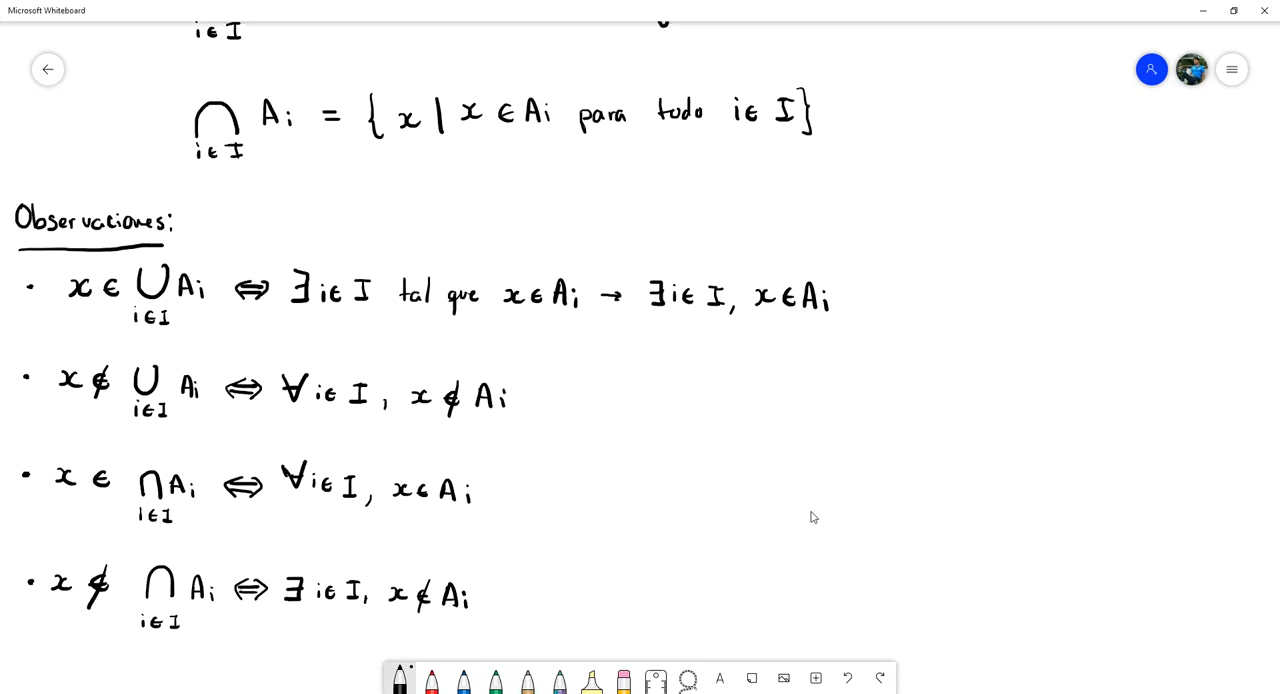 Microsoft Whiteboard
i ∈ I
⋂ Ai = { x | x ∈ Ai para todo i ∈ I }
i ∈ I
Observaciones:
· x ∈ ⋃ Ai ⇔ ∃ i ∈ I tal que x ∈ Ai → ∃ i ∈ I, x ∈ Ai
i ∈ I
· x ∉ ⋃ Ai ⇔ ∀ i ∈ I, x ∉ Ai
i ∈ I
· x ∈ ⋂ Ai ⇔ ∀ i ∈ I, x ∈ Ai
i ∈ I
· x ∉ ⋂ Ai ⇔ ∃ i ∈ I, x ∉ Ai
i ∈ I
A